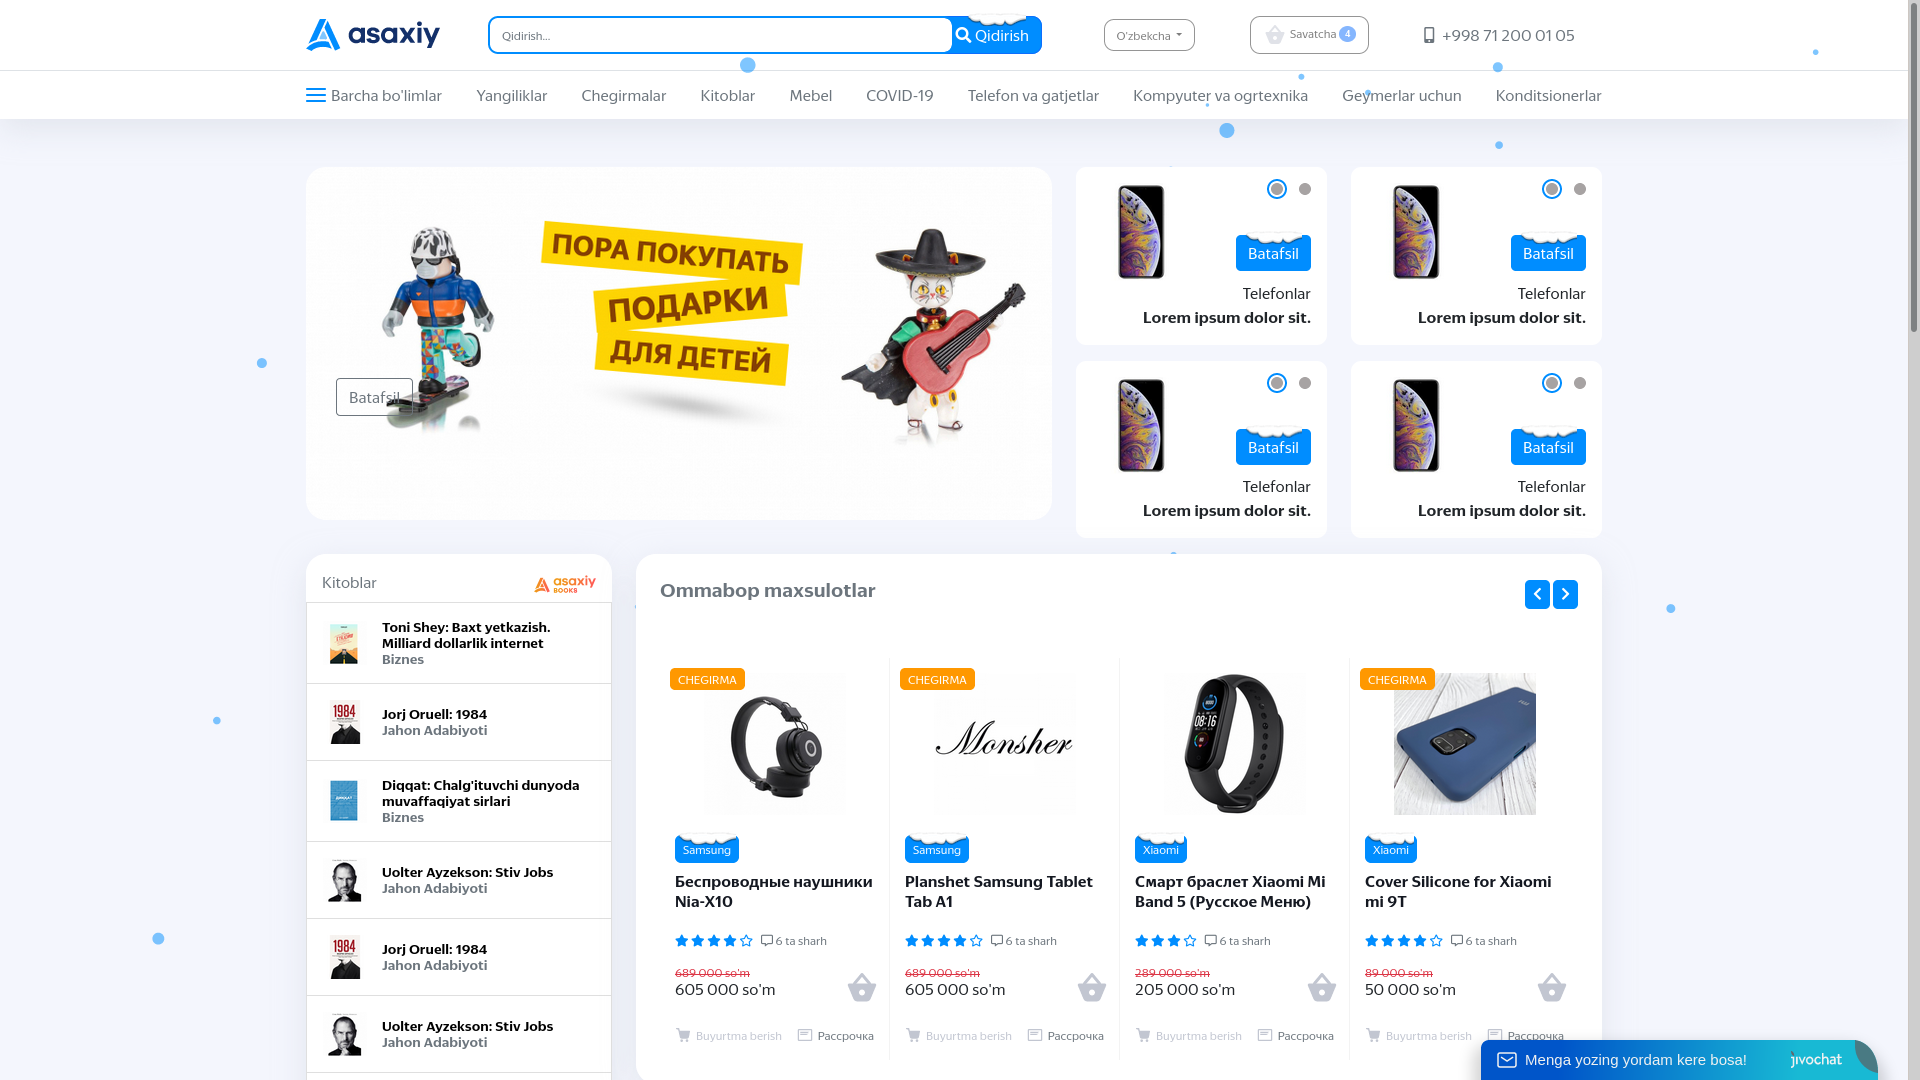 asaxiy
Qidirish...
Qidirish
O'zbekcha
Savatcha 4
+998 71 200 01 05
Barcha bo'limlar
Yangiliklar
Chegirmalar
Kitoblar
Mebel
COVID-19
Telefon va gatjetlar
Kompyuter va ogrtexnika
Geymerlar uchun
Konditsionerlar
ПОРА ПОКУПАТЬ
ПОДАРКИ
ДЛЯ ДЕТЕЙ
Batafsil
Batafsil
Telefonlar
Lorem ipsum dolor sit.
Batafsil
Telefonlar
Lorem ipsum dolor sit.
Batafsil
Telefonlar
Lorem ipsum dolor sit.
Batafsil
Telefonlar
Lorem ipsum dolor sit.
Kitoblar
asaxiy
BOOKS
Toni Shey: Baxt yetkazish.
Milliard dollarlik internet
Biznes
1984
Jorj Oruell: 1984
Jahon Adabiyoti
Diqqat: Chalg'ituvchi dunyoda
muvaffaqiyat sirlari
Biznes
Uolter Ayzekson: Stiv Jobs
Jahon Adabiyoti
1984
Jorj Oruell: 1984
Jahon Adabiyoti
Uolter Ayzekson: Stiv Jobs
Jahon Adabiyoti
Ommabop maxsulotlar
CHEGIRMA
Samsung
Беспроводные наушники
Nia-X10
6 ta sharh
689 000 so'm
605 000 so'm
Buyurtma berish
Рассрочка
CHEGIRMA
Monsher
Samsung
Planshet Samsung Tablet
Tab A1
6 ta sharh
689 000 so'm
605 000 so'm
Buyurtma berish
Рассрочка
08:16
Xiaomi
Смарт браслет Xiaomi Mi
Band 5 (Русское Меню)
6 ta sharh
289 000 so'm
205 000 so'm
Buyurtma berish
Рассрочка
CHEGIRMA
Xiaomi
Cover Silicone for Xiaomi
mi 9T
6 ta sharh
89 000 so'm
50 000 so'm
Buyurtma berish
Рассрочка
Menga yozing yordam kere bosa!
jivochat